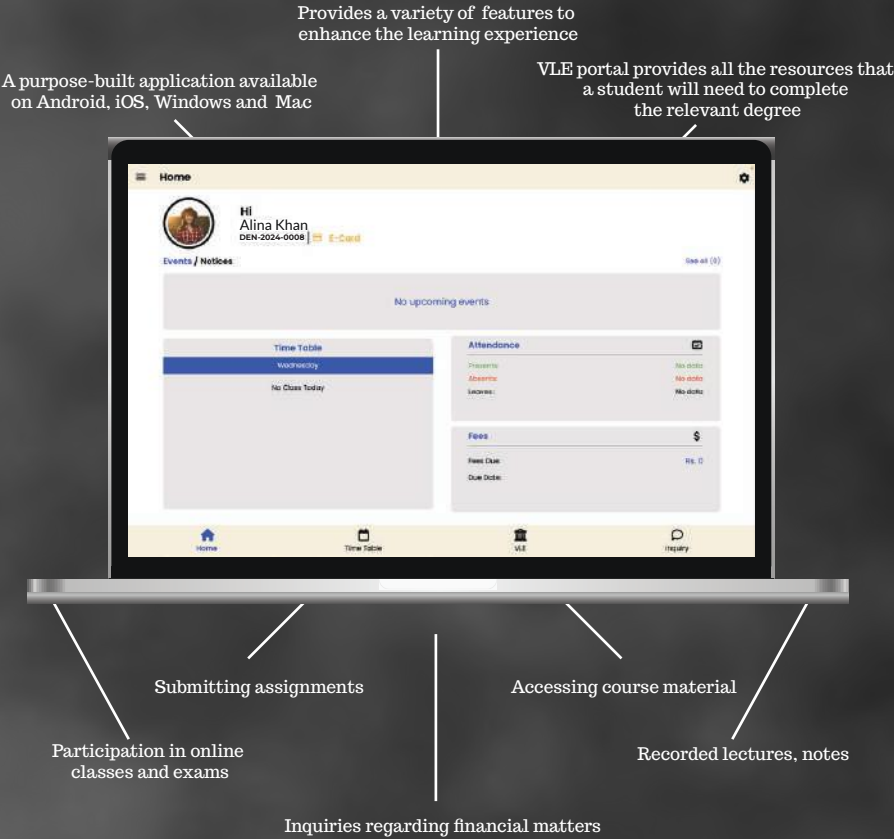 Provides a variety of features to
enhance the learning experience
A purpose-built application available
on Android, iOS, Windows and Mac
VLE portal provides all the resources that
a student will need to complete
the relevant degree
Home
Hi
Alina Khan
DEN-2024-0008
E-Card
Events / Notices
See all (0)
No upcoming events
Time Table
Wednesday
No Class Today
Attendance
Presents:
No data
Absents:
No data
Leaves:
No data
Fees
$
Fees Due:
Rs. 0
Due Date:
Home
Time Table
VLE
Inquiry
Submitting assignments
Accessing course material
Participation in online
classes and exams
Recorded lectures, notes
Inquiries regarding financial matters